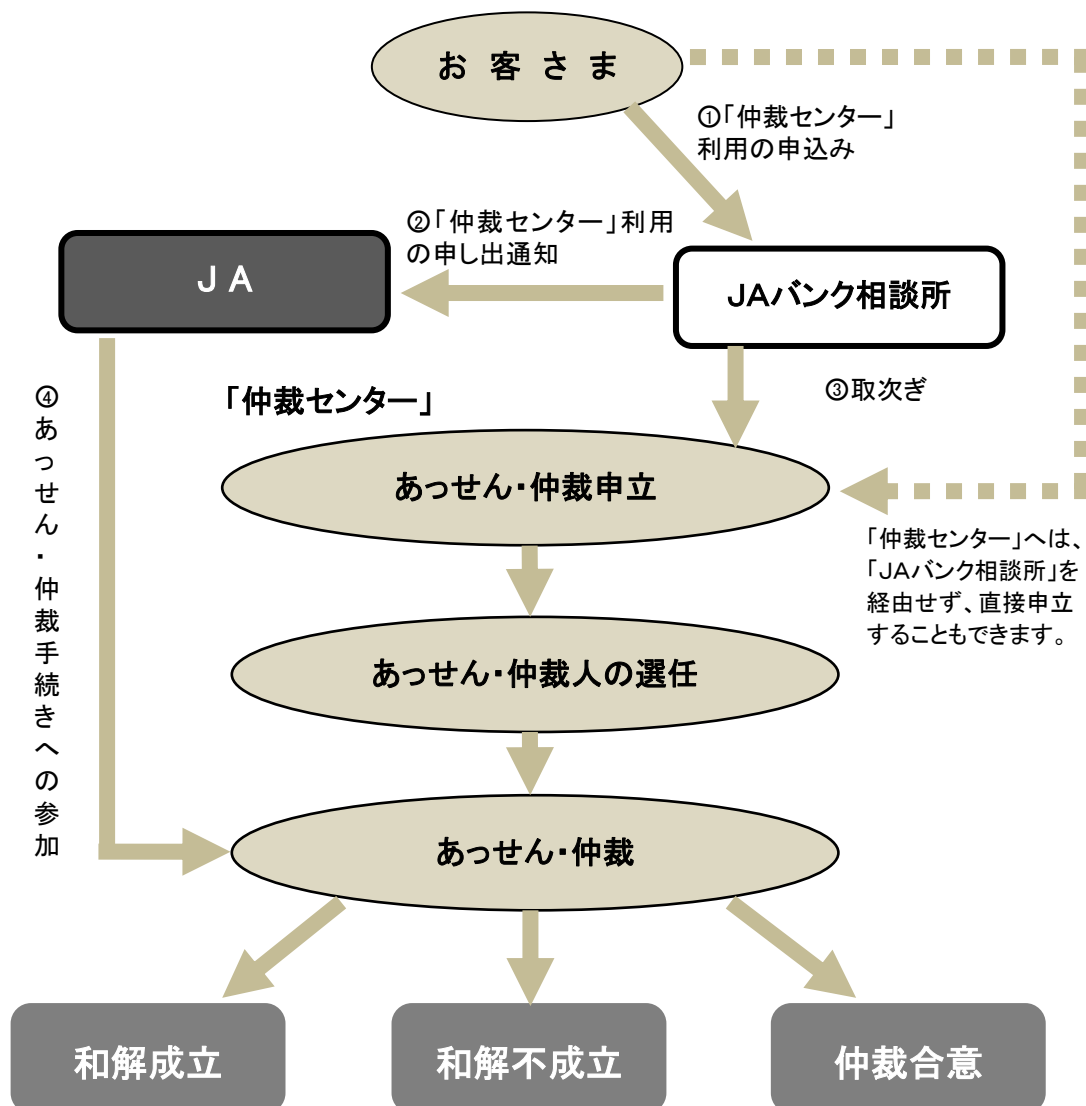 お 客 さ ま
①「仲裁センター」
利用の申込み
②「仲裁センター」利用
の申し出通知
ＪＡ
ＪＡバンク相談所
③取次ぎ
④あっせん・仲裁手続きへの参加
「仲裁センター」
あっせん・仲裁申立
「仲裁センター」へは、
「ＪＡバンク相談所」を
経由せず、直接申立
することもできます。
あっせん・仲裁人の選任
あっせん・仲裁
和解成立
和解不成立
仲裁合意